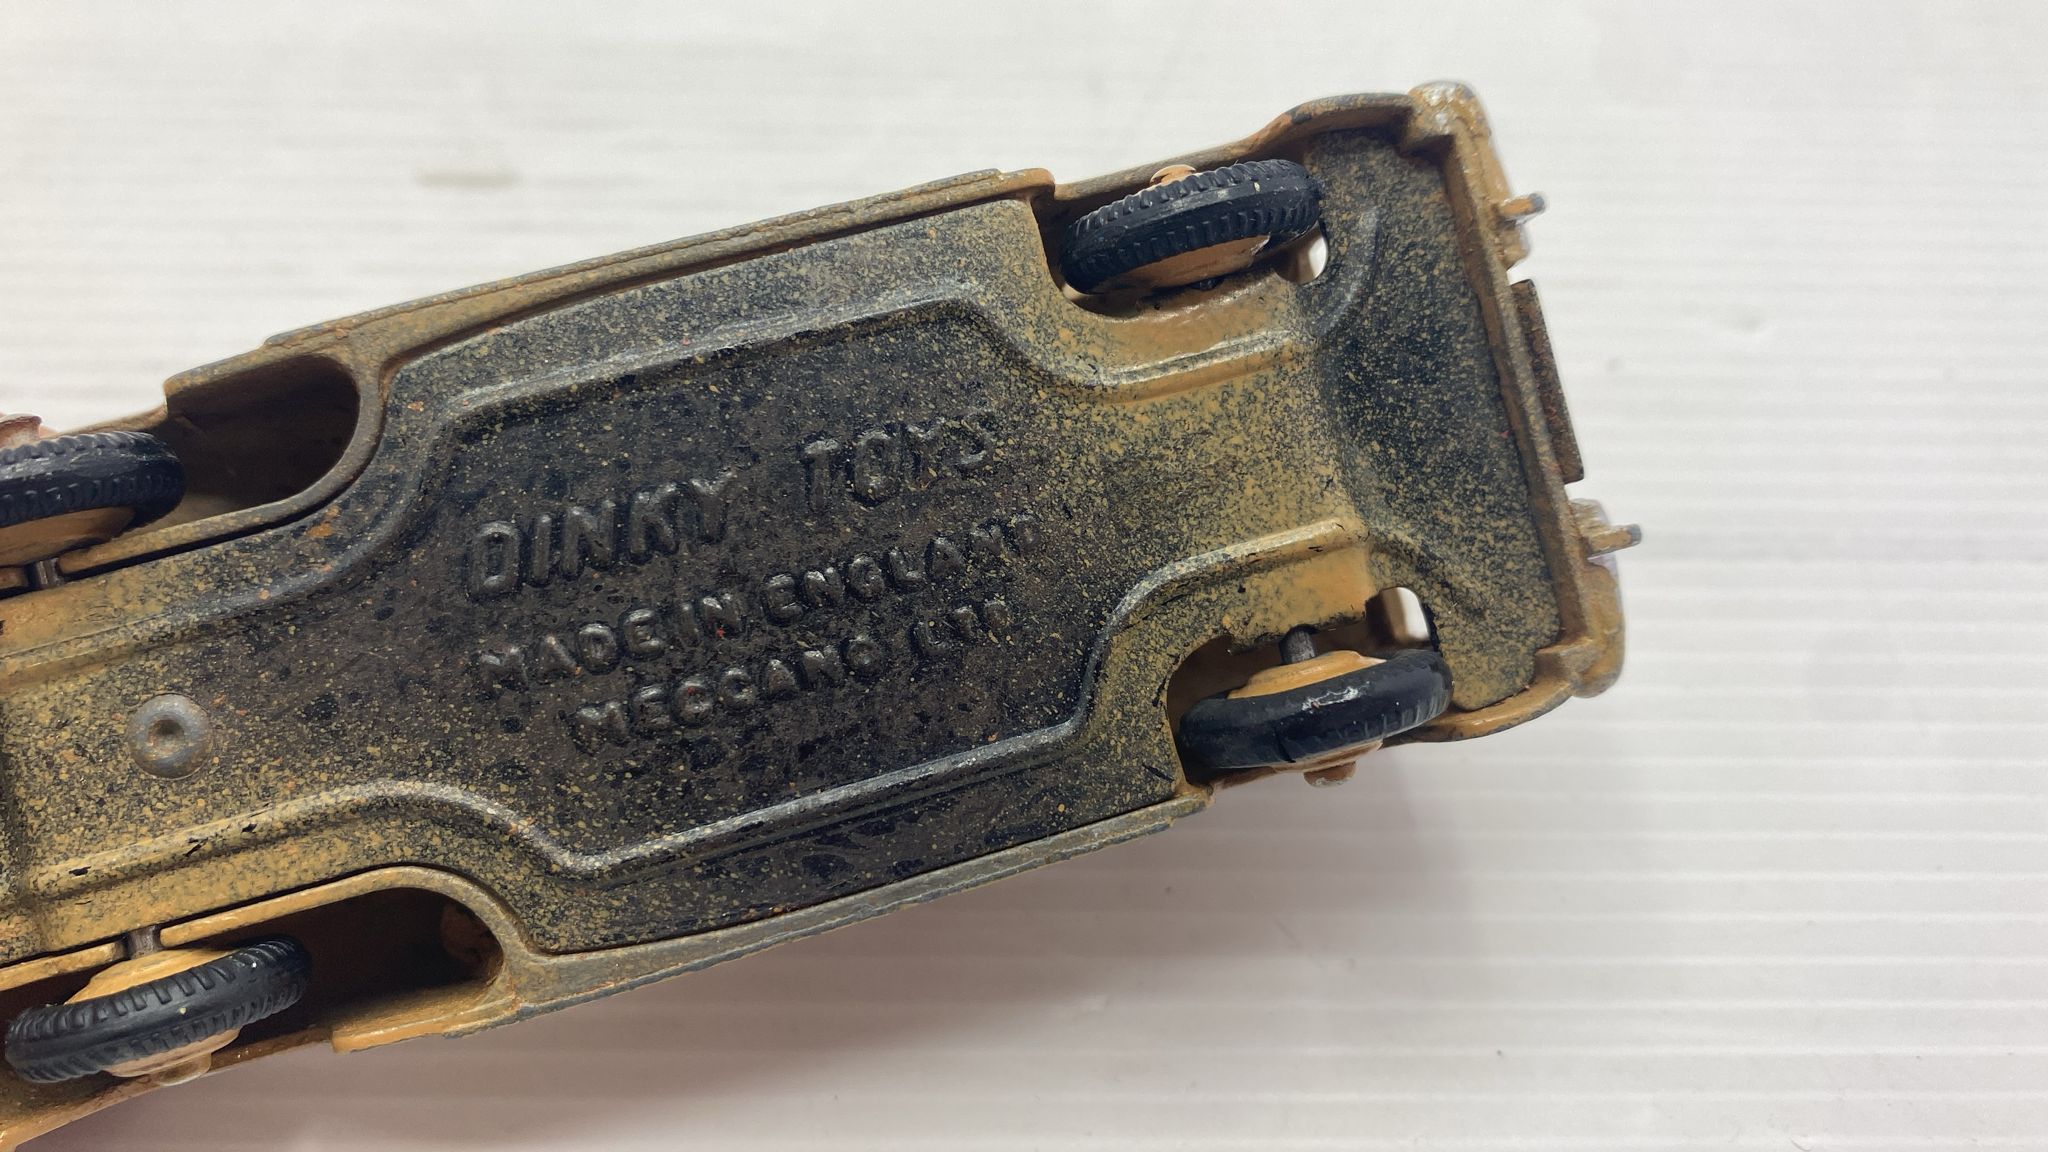 DINKY TOYS
MADE IN ENGLAND
MECCANO LTD